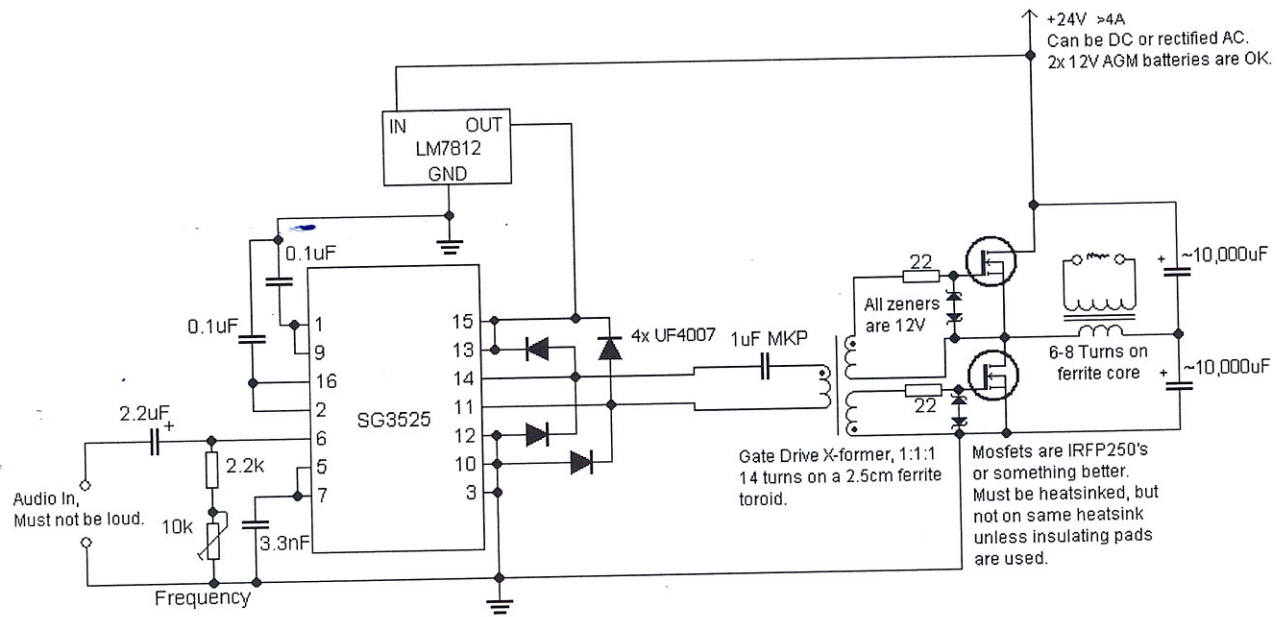 +24V >4A
Can be DC or rectified AC.
2x 12V AGM batteries are OK.
IN OUT
LM7812
GND
0.1uF
0.1uF
1
9
16
2
6
5
7
15
13
14
11
12
10
3
SG3525
4x UF4007
1uF MKP
22
All zeners
are 12V
22
~10,000uF
~10,000uF
6-8 Turns on
ferrite core
2.2uF
+
2.2k
10k
3.3nF
Audio In,
Must not be loud.
Frequency
Gate Drive X-former, 1:1:1
14 turns on a 2.5cm ferrite
toroid.
Mosfets are IRFP250's
or something better.
Must be heatsinked, but
not on same heatsink
unless insulating pads
are used.
+
+